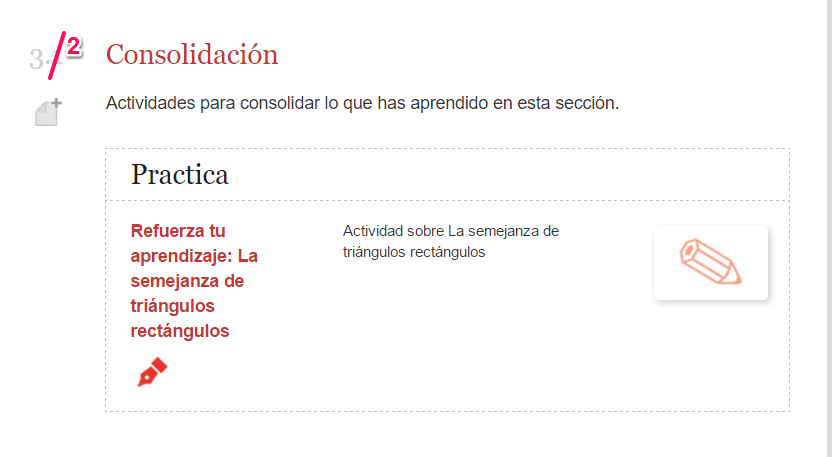 3.
2
Consolidación
Actividades para consolidar lo que has aprendido en esta sección.
Practica
Refuerza tu
aprendizaje: La
semejanza de
triángulos
rectángulos
Actividad sobre La semejanza de
triángulos rectángulos